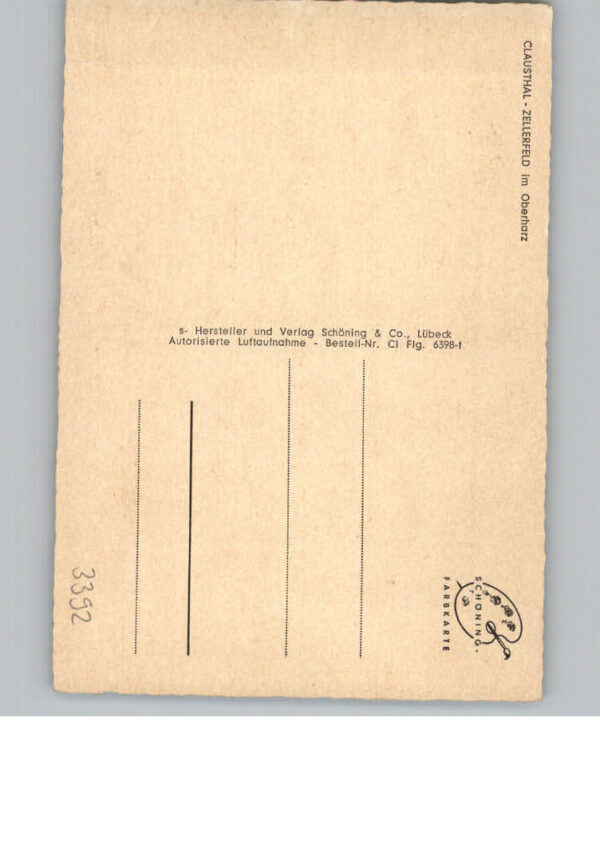 CLAUSTHAL - ZELLERFELD im Oberharz
s- Hersteller und Verlag Schöning & Co., Lübeck
Autorisierte Luftaufnahme - Bestell-Nr. Cl Flg. 6398-f
SCHÖNING-
FARBKARTE
3392